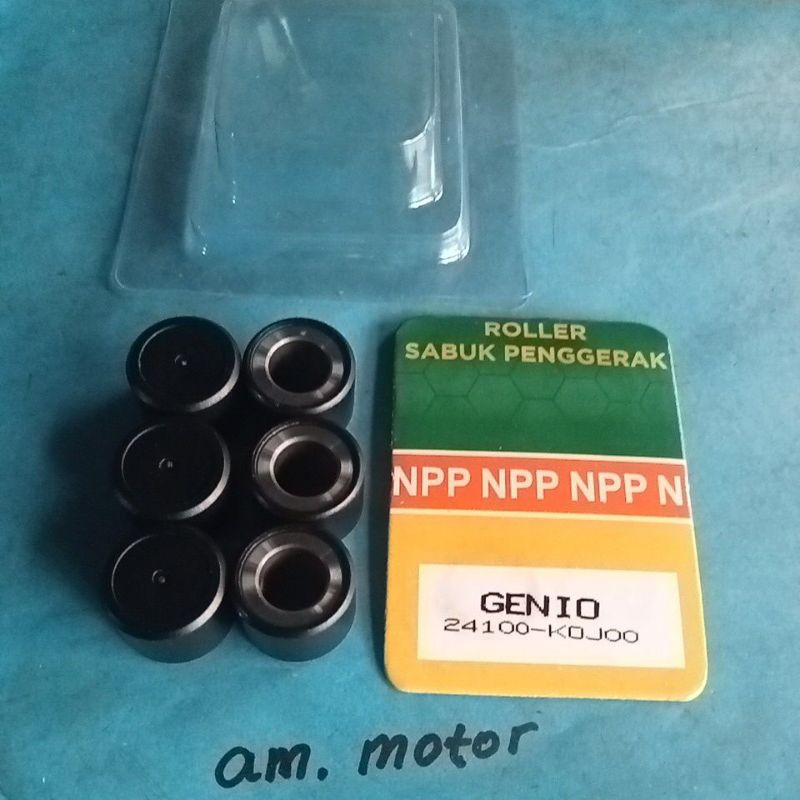 ROLLER
SABUK PENGGERAK
NPP NPP NPP N
GENIO
24100-K0J00
am. motor